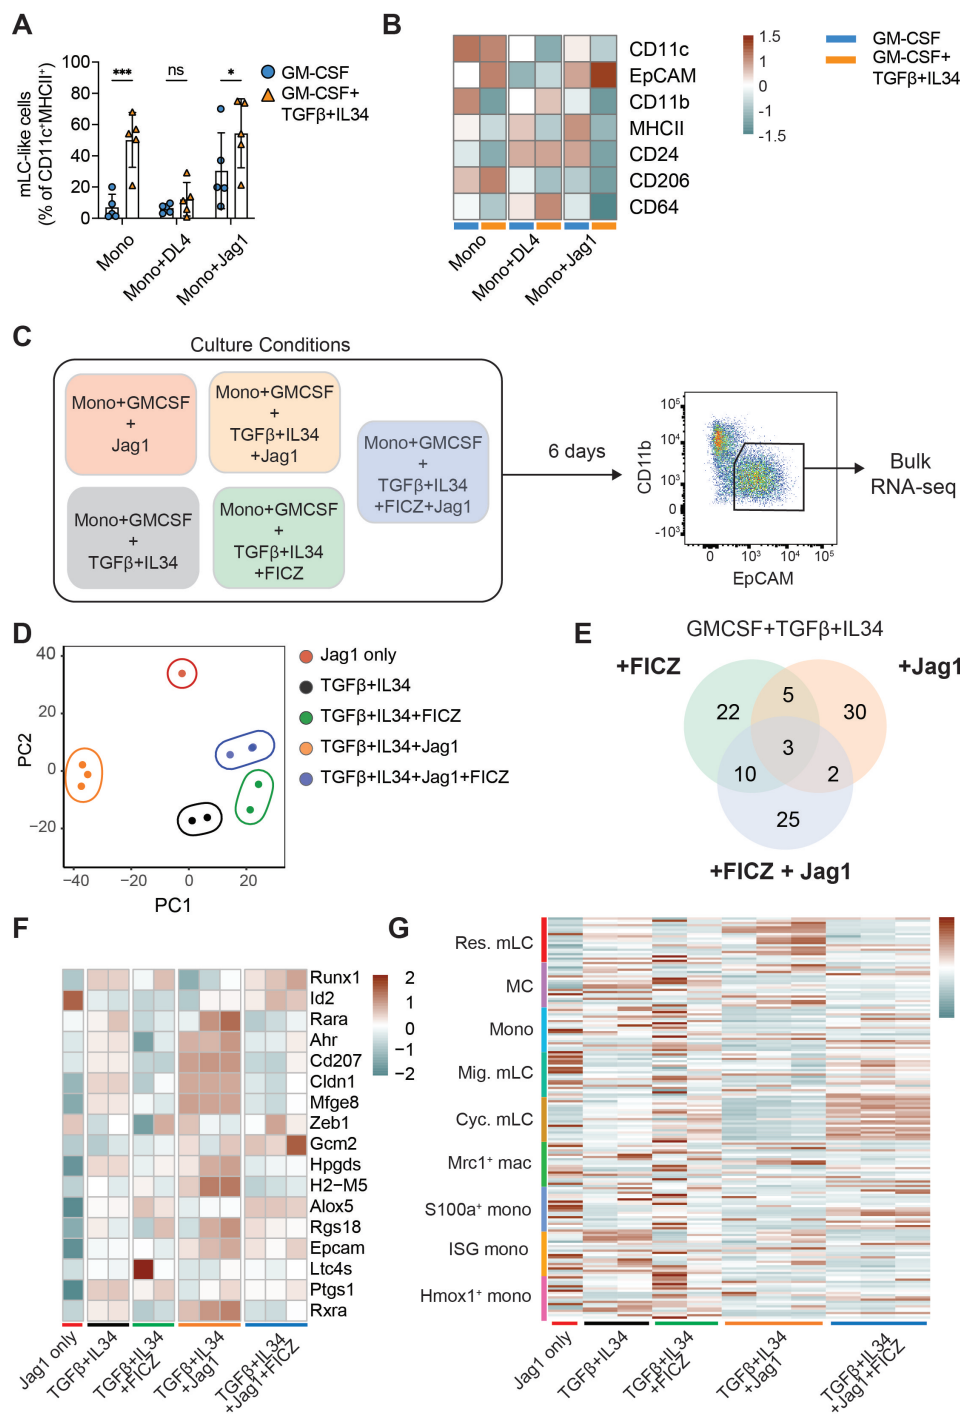 A
mLC-like cells
(% of CD11c⁺MHCII⁺)
100
80
60
40
20
0
***
ns
*
Mono
Mono+DL4
Mono+Jag1
GM-CSF
GM-CSF+
TGFβ+IL34
B
CD11c
EpCAM
CD11b
MHCII
CD24
CD206
CD64
Mono
Mono+DL4
Mono+Jag1
1.5
1
0
-1
-1.5
GM-CSF
GM-CSF+
TGFβ+IL34
C
Culture Conditions
Mono+GMCSF
+
Jag1
Mono+GMCSF
+
TGFβ+IL34
+Jag1
Mono+GMCSF
+
TGFβ+IL34
+FICZ+Jag1
Mono+GMCSF
+
TGFβ+IL34
Mono+GMCSF
+
TGFβ+IL34
+FICZ
6 days
CD11b
10⁵
10⁴
10³
0
-10³
0
10³
10⁴
10⁵
EpCAM
Bulk
RNA-seq
D
PC2
40
20
0
−20
−40
−20
0
20
PC1
Jag1 only
TGFβ+IL34
TGFβ+IL34+FICZ
TGFβ+IL34+Jag1
TGFβ+IL34+Jag1+FICZ
E
GMCSF+TGFβ+IL34
+FICZ
+Jag1
22
5
30
3
10
2
25
+FICZ + Jag1
F
Runx1
Id2
Rara
Ahr
Cd207
Cldn1
Mfge8
Zeb1
Gcm2
Hpgds
H2−M5
Alox5
Rgs18
Epcam
Ltc4s
Ptgs1
Rxra
2
1
0
−1
−2
Jag1 only
TGFβ+IL34
TGFβ+IL34
+FICZ
TGFβ+IL34
+Jag1
TGFβ+IL34
+Jag1+FICZ
G
Res. mLC
MC
Mono
Mig. mLC
Cyc. mLC
Mrc1⁺ mac
S100a⁺ mono
ISG mono
Hmox1⁺ mono
Jag1 only
TGFβ+IL34
TGFβ+IL34
+FICZ
TGFβ+IL34
+Jag1
TGFβ+IL34
+Jag1+FICZ